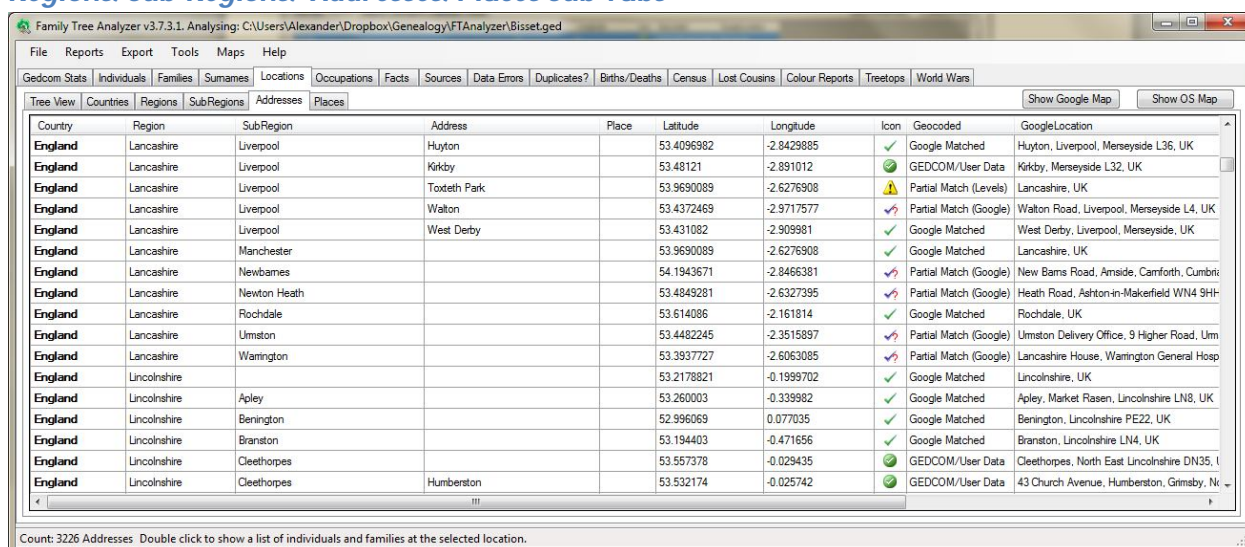 Family Tree Analyzer v3.7.3.1. Analysing: C:\Users\Alexander\Dropbox\Genealogy\FTAnalyzer\Bisset.ged
File Reports Export Tools Maps Help
Gedcom Stats Individuals Families Surnames Locations Occupations Facts Sources Data Errors Duplicates? Births/Deaths Census Lost Cousins Colour Reports Treetops World Wars
Tree View Countries Regions SubRegions Addresses Places Show Google Map Show OS Map
Country Region SubRegion Address Place Latitude Longitude Icon Geocoded GoogleLocation
England Lancashire Liverpool Huyton 53.4096982 -2.8429885 Google Matched Huyton, Liverpool, Merseyside L36, UK
England Lancashire Liverpool Kirkby 53.48121 -2.891012 GEDCOM/User Data Kirkby, Merseyside L32, UK
England Lancashire Liverpool Toxteth Park 53.9690089 -2.6276908 Partial Match (Levels) Lancashire, UK
England Lancashire Liverpool Walton 53.4372469 -2.9717577 Partial Match (Google) Walton Road, Liverpool, Merseyside L4, UK
England Lancashire Liverpool West Derby 53.431082 -2.909981 Google Matched West Derby, Liverpool, Merseyside, UK
England Lancashire Manchester 53.9690089 -2.6276908 Google Matched Lancashire, UK
England Lancashire Newbarnes 54.1943671 -2.8466381 Partial Match (Google) New Barns Road, Arnside, Carnforth, Cumbria
England Lancashire Newton Heath 53.4849281 -2.6327395 Partial Match (Google) Heath Road, Ashton-in-Makerfield WN4 9HH
England Lancashire Rochdale 53.614086 -2.161814 Google Matched Rochdale, UK
England Lancashire Urmston 53.4482245 -2.3515897 Partial Match (Google) Urmston Delivery Office, 9 Higher Road, Urm
England Lancashire Warrington 53.3937727 -2.6063085 Partial Match (Google) Lancashire House, Warrington General Hosp
England Lincolnshire 53.2178821 -0.1999702 Google Matched Lincolnshire, UK
England Lincolnshire Apley 53.260003 -0.339982 Google Matched Apley, Market Rasen, Lincolnshire LN8, UK
England Lincolnshire Benington 52.996069 0.077035 Google Matched Benington, Lincolnshire PE22, UK
England Lincolnshire Branston 53.194403 -0.471656 Google Matched Branston, Lincolnshire LN4, UK
England Lincolnshire Cleethorpes 53.557378 -0.029435 GEDCOM/User Data Cleethorpes, North East Lincolnshire DN35,
England Lincolnshire Cleethorpes Humberston 53.532174 -0.025742 GEDCOM/User Data 43 Church Avenue, Humberston, Grimsby,
Count: 3226 Addresses Double click to show a list of individuals and families at the selected location.